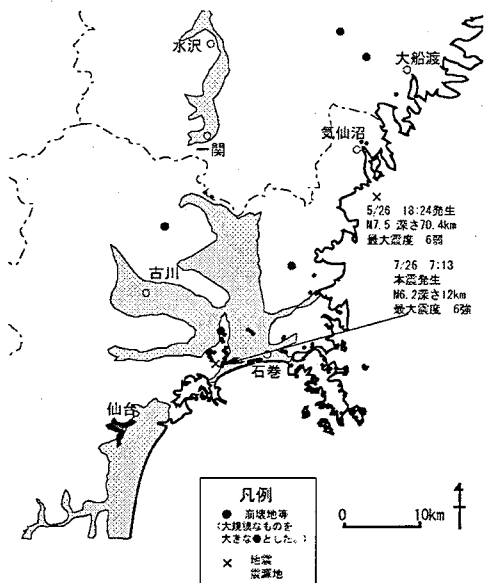 水沢
大船渡
気仙沼
一関
5/26 18:24発生
M7.5 深さ70.4km
最大震度 6弱
古川
7/26 7:13
本震発生
M6.2深さ12km
最大震度 6強
石巻
仙台
凡例
● 崩壊地等
(大規模なものを
大きな●とした。)
× 地震
震源地
0 10km